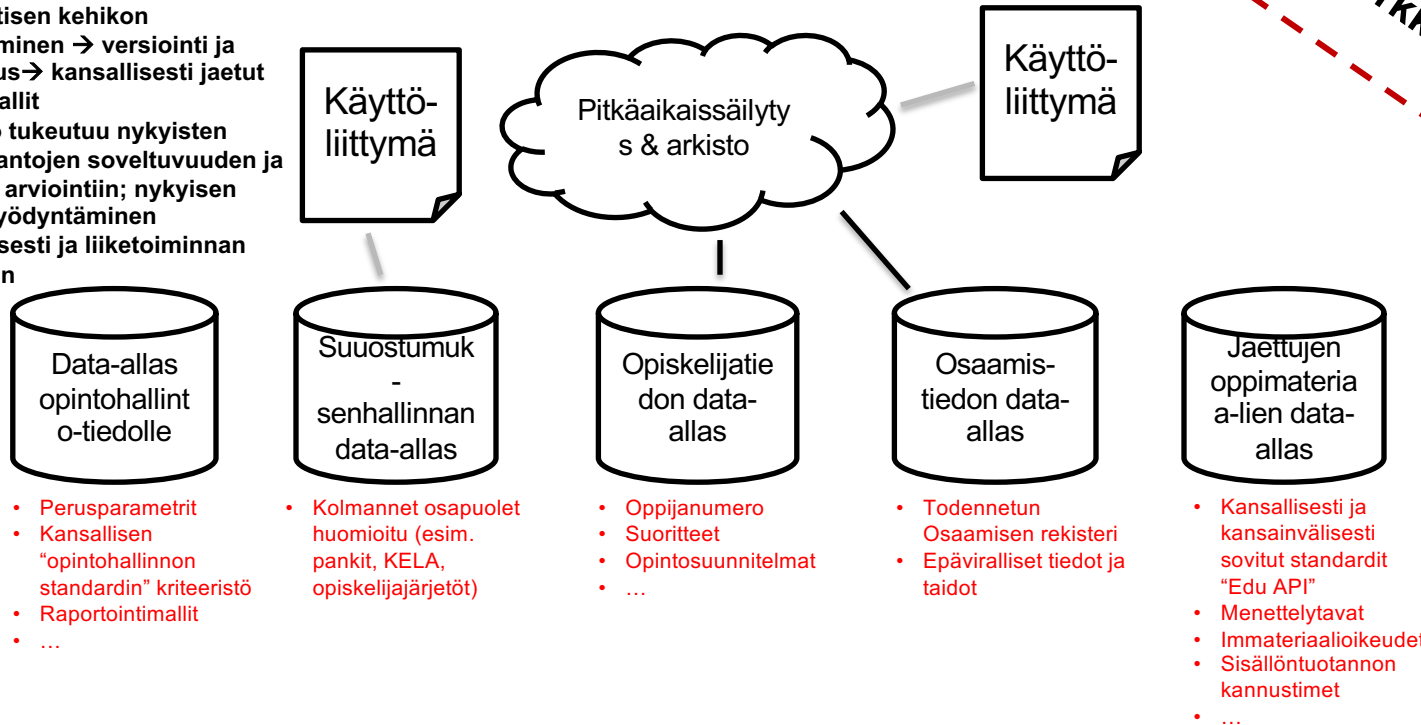 tisen kehikon
minen → versiointi ja
us→ kansallisesti jaetut
allit
tukeutuu nykyisten
antojen soveltuvuuden ja
arviointiin; nykyisen
yödyntäminen
sesti ja liiketoiminnan
n
Käyttö-
liittymä
Pitkäaikaissäilyty
s & arkisto
Käyttö-
liittymä
Data-allas
opintohallint
o-tiedolle
Suuostumuk
-
senhallinnan
data-allas
Opiskelijatie
don data-
allas
Osaamis-
tiedon data-
allas
Jaettujen
oppimateria
a-lien data-
allas
• Perusparametrit
• Kansallisen
“opintohallinnon
standardin” kriteeristö
• Raportointimallit
• …
• Kolmannet osapuolet
huomioitu (esim.
pankit, KELA,
opiskelijajärjetöt)
• Oppijanumero
• Suoritteet
• Opintosuunnitelmat
• …
• Todennetun
Osaamisen rekisteri
• Epäviralliset tiedot ja
taidot
• Kansallisesti ja
kansainvälisesti
sovitut standardit
“Edu API”
• Menettelytavat
• Immateriaalioikeudet
• Sisällöntuotannon
kannustimet
• …